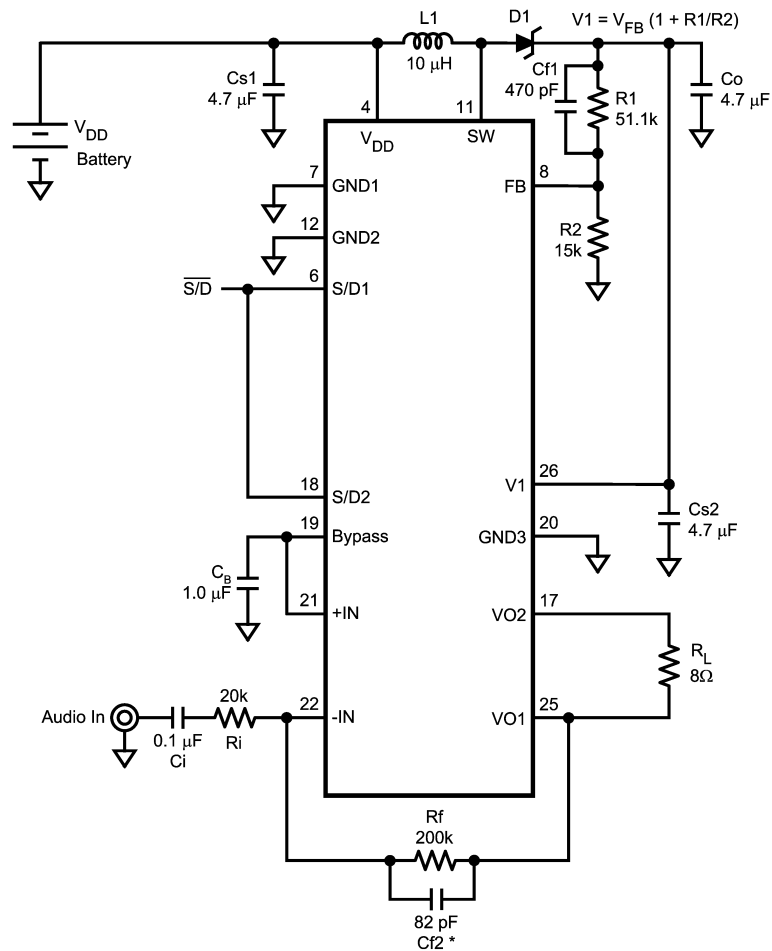 L1
D1
V1 = VFB (1 + R1/R2)
10 μH
Cs1
4.7 μF
Cf1
470 pF
R1
51.1k
Co
4.7 μF
4
11
VDD
SW
VDD
Battery
7
GND1
8
FB
12
GND2
R2
15k
S/D
6
S/D1
18
S/D2
26
V1
Cs2
4.7 μF
19
Bypass
20
GND3
CB
1.0 μF
21
+IN
17
VO2
RL
8Ω
Audio In
20k
22
-IN
25
VO1
0.1 μF
Ci
Ri
Rf
200k
82 pF
Cf2 *